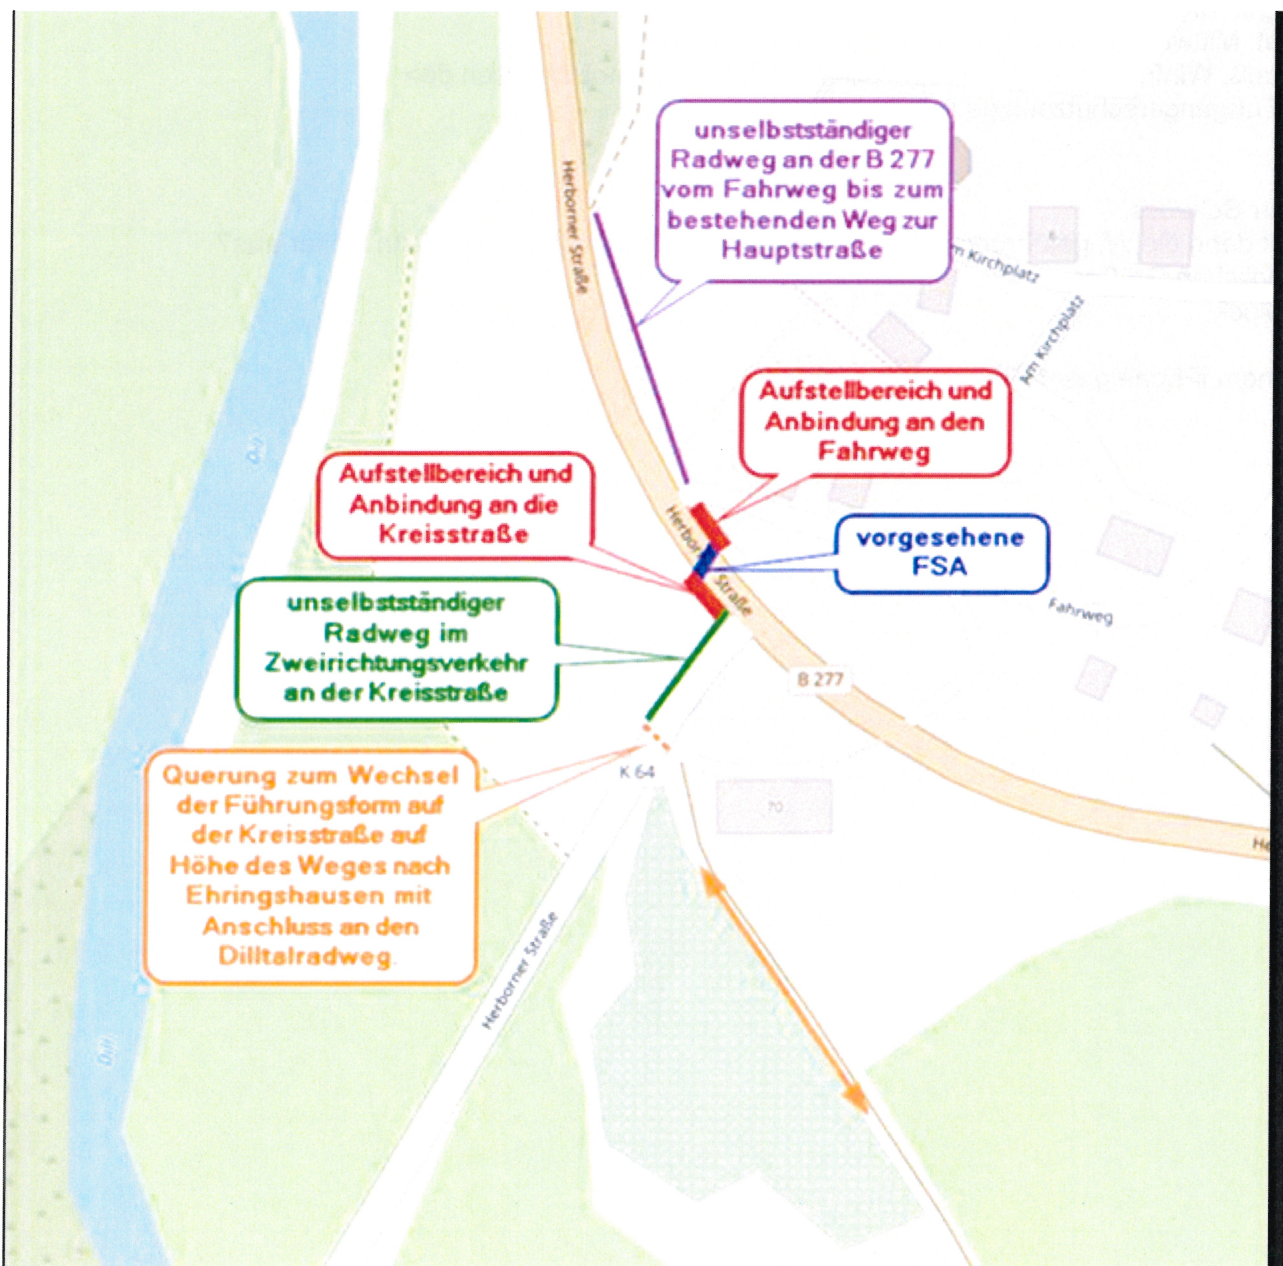 unselbstständiger
Radweg an der B 277
vom Fahrweg bis zum
bestehenden Weg zur
Hauptstraße
Herborner Straße
6
Kirchplatz
Am Kirchplatz
Aufstellbereich und
Anbindung an den
Fahrweg
Aufstellbereich und
Anbindung an die
Kreisstraße
Dill
Straße
vorgesehene
FSA
unselbstständiger
Radweg im
Zweirichtungsverkehr
an der Kreisstraße
Fahrweg
B 277
Querung zum Wechsel
der Führungsform auf
der Kreisstraße auf
Höhe des Weges nach
Ehringshausen mit
Anschluss an den
Dilltalradweg.
K 64
70
Herborner Straße
Dill